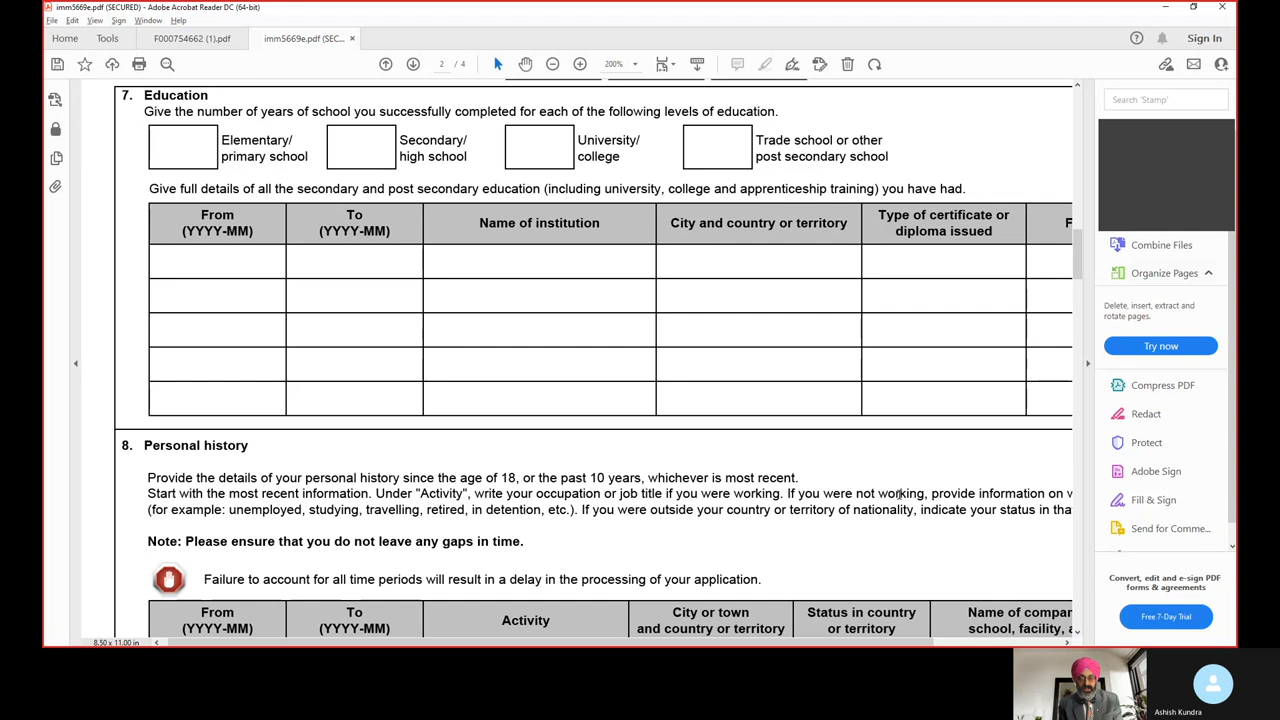 imm5669e.pdf (SECURED) - Adobe Acrobat Reader DC (64-bit)
File Edit View Sign Window Help
Home Tools F000754662 (1).pdf imm5669e.pdf (SEC... ×
Sign In
2 / 4 200%
7. Education
Give the number of years of school you successfully completed for each of the following levels of education.
Elementary/
primary school
Secondary/
high school
University/
college
Trade school or other
post secondary school
Give full details of all the secondary and post secondary education (including university, college and apprenticeship training) you have had.
From
(YYYY-MM)
To
(YYYY-MM)
Name of institution
City and country or territory
Type of certificate or
diploma issued
F
8. Personal history
Provide the details of your personal history since the age of 18, or the past 10 years, whichever is most recent.
Start with the most recent information. Under "Activity", write your occupation or job title if you were working. If you were not working, provide information on w
(for example: unemployed, studying, travelling, retired, in detention, etc.). If you were outside your country or territory of nationality, indicate your status in that
Note: Please ensure that you do not leave any gaps in time.
Failure to account for all time periods will result in a delay in the processing of your application.
From
(YYYY-MM)
To
(YYYY-MM)
Activity
City or town
and country or territory
Status in country
or territory
Name of compan
school, facility, a
8.50 x 11.00 in
Search 'Stamp'
Combine Files
Organize Pages
Delete, insert, extract and
rotate pages.
Try now
Compress PDF
Redact
Protect
Adobe Sign
Fill & Sign
Send for Comme...
Convert, edit and e-sign PDF
forms & agreements
Free 7-Day Trial
Ashish Kundra